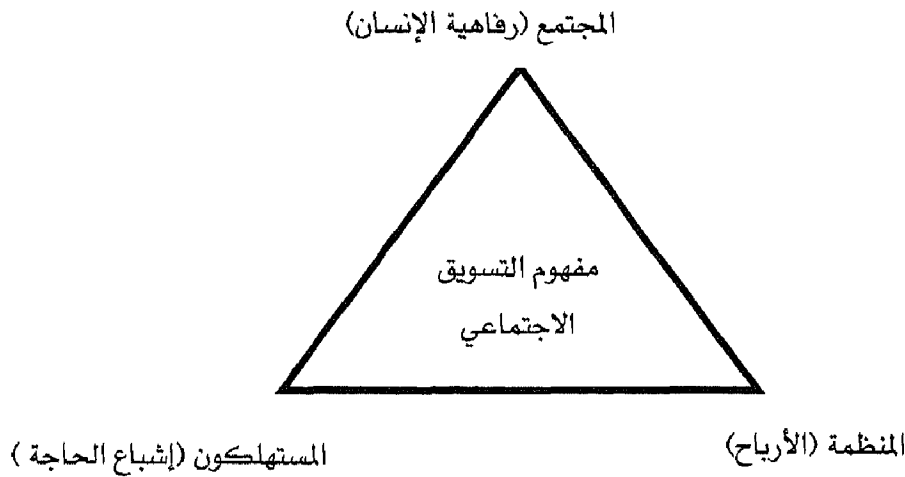 المجتمع (رفاهية الإنسان)
مفهوم التسويق
الاجتماعي
المنظمة (الأرباح)
المستهلكون (إشباع الحاجة )